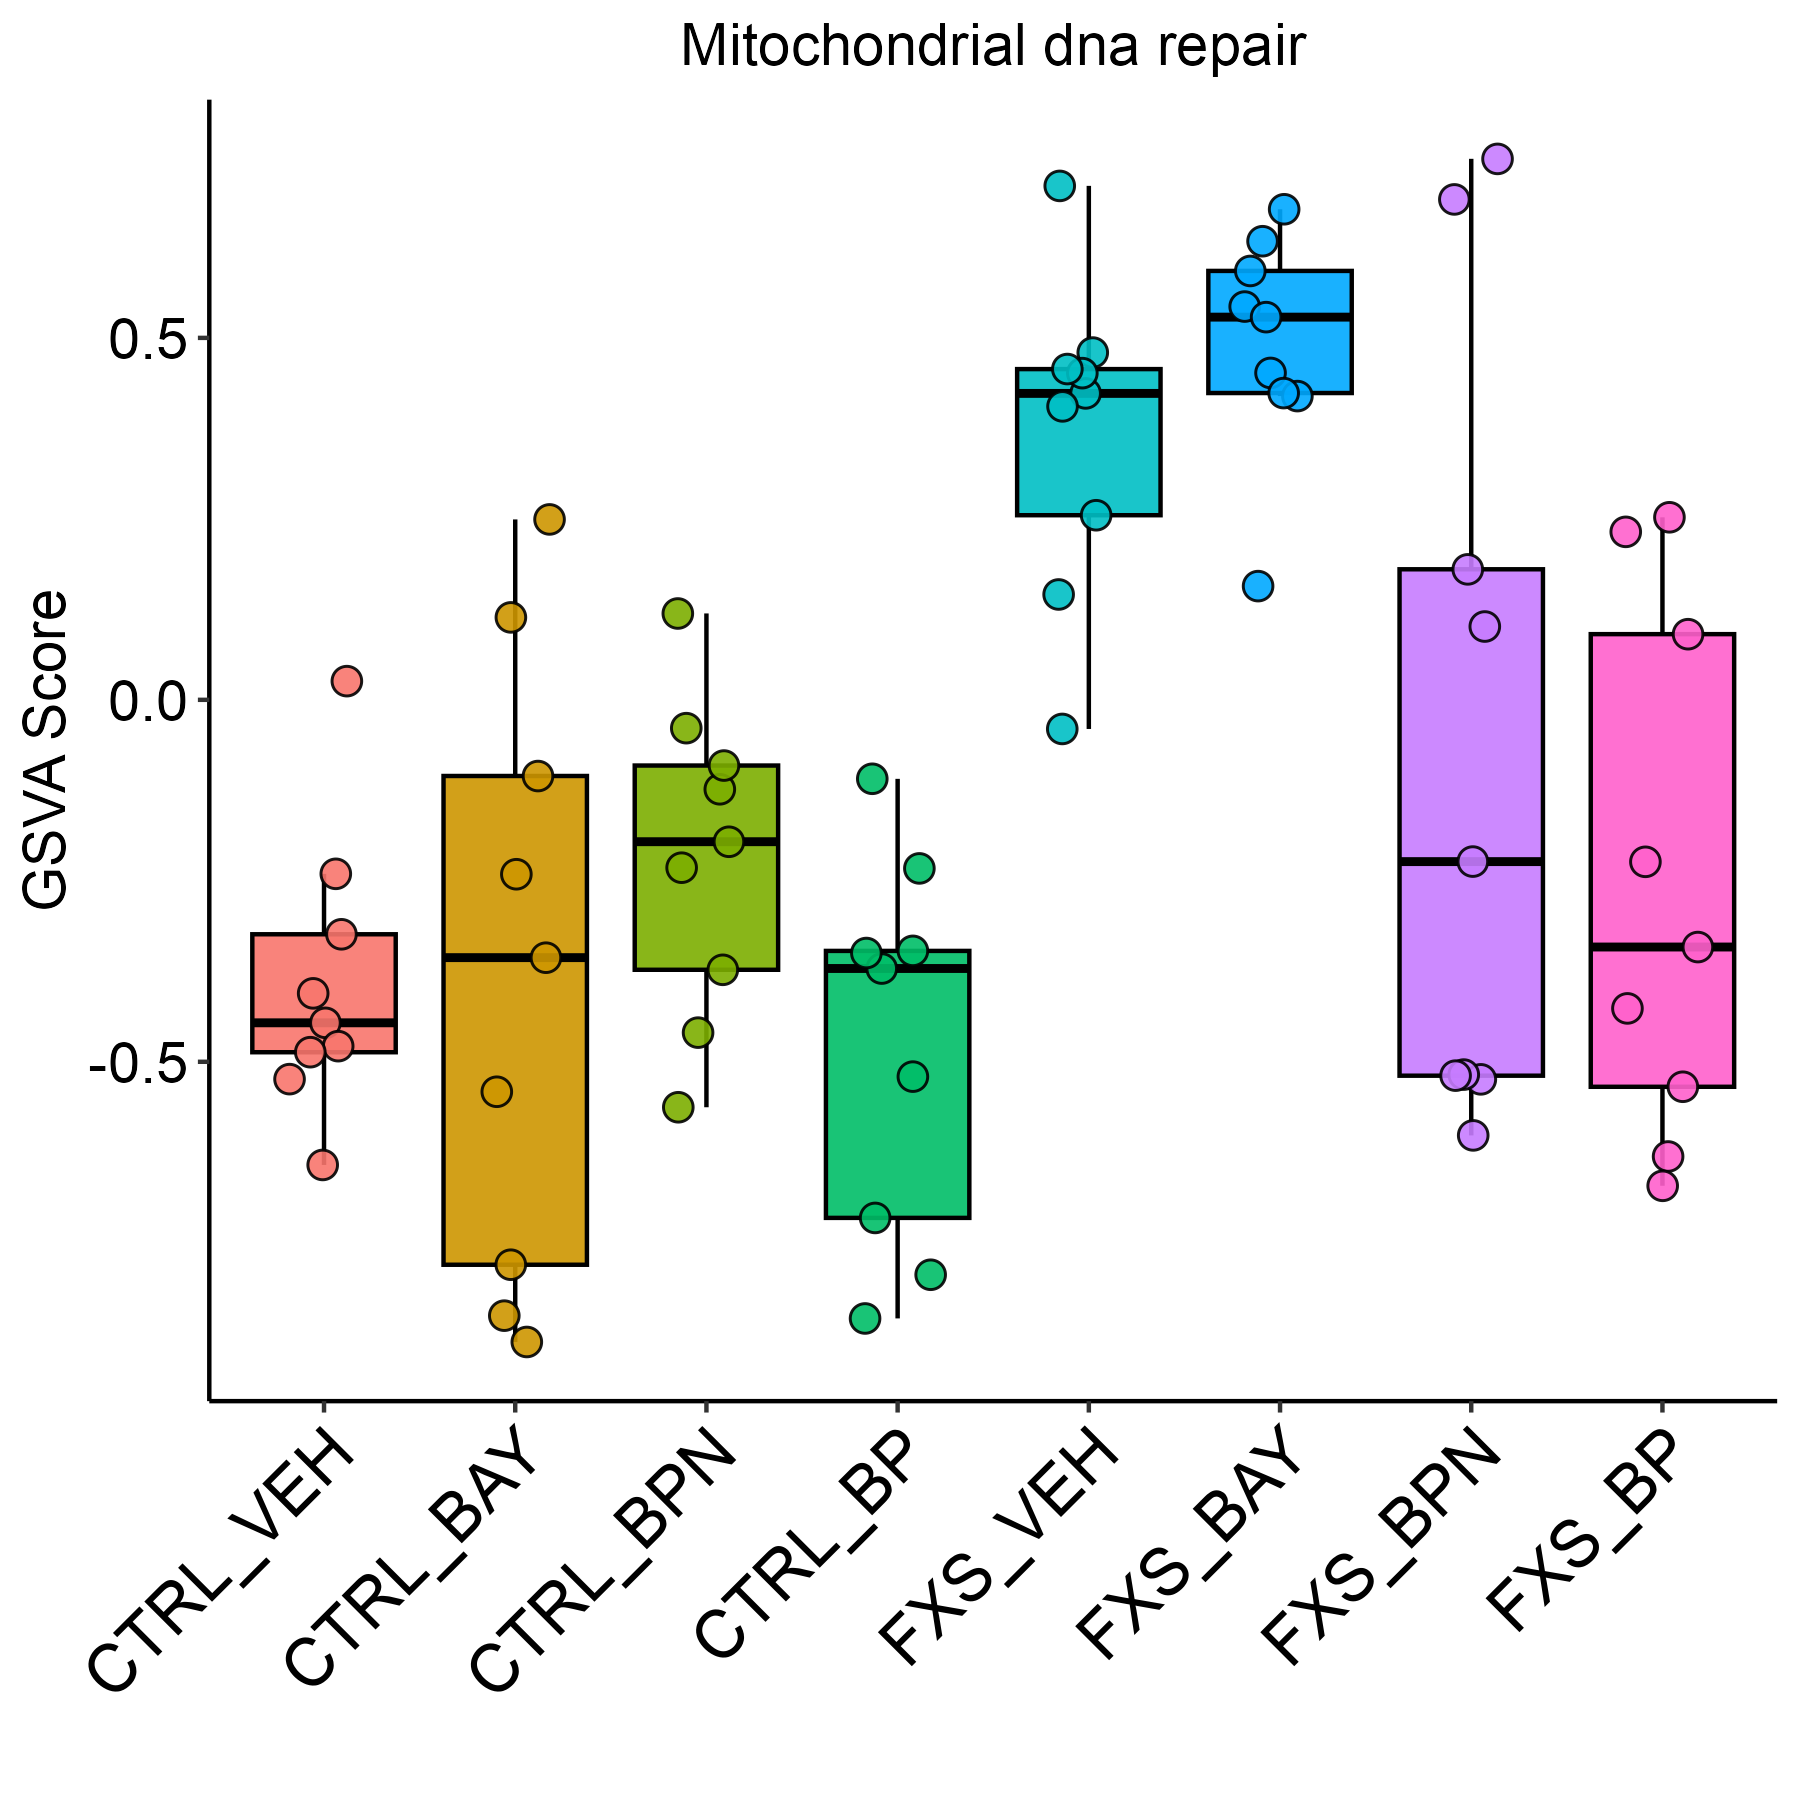 Mitochondrial dna repair
GSVA Score
0.5
0.0
-0.5
CTRL_VEH
CTRL_BAY
CTRL_BPN
CTRL_BP
FXS_VEH
FXS_BAY
FXS_BPN
FXS_BP